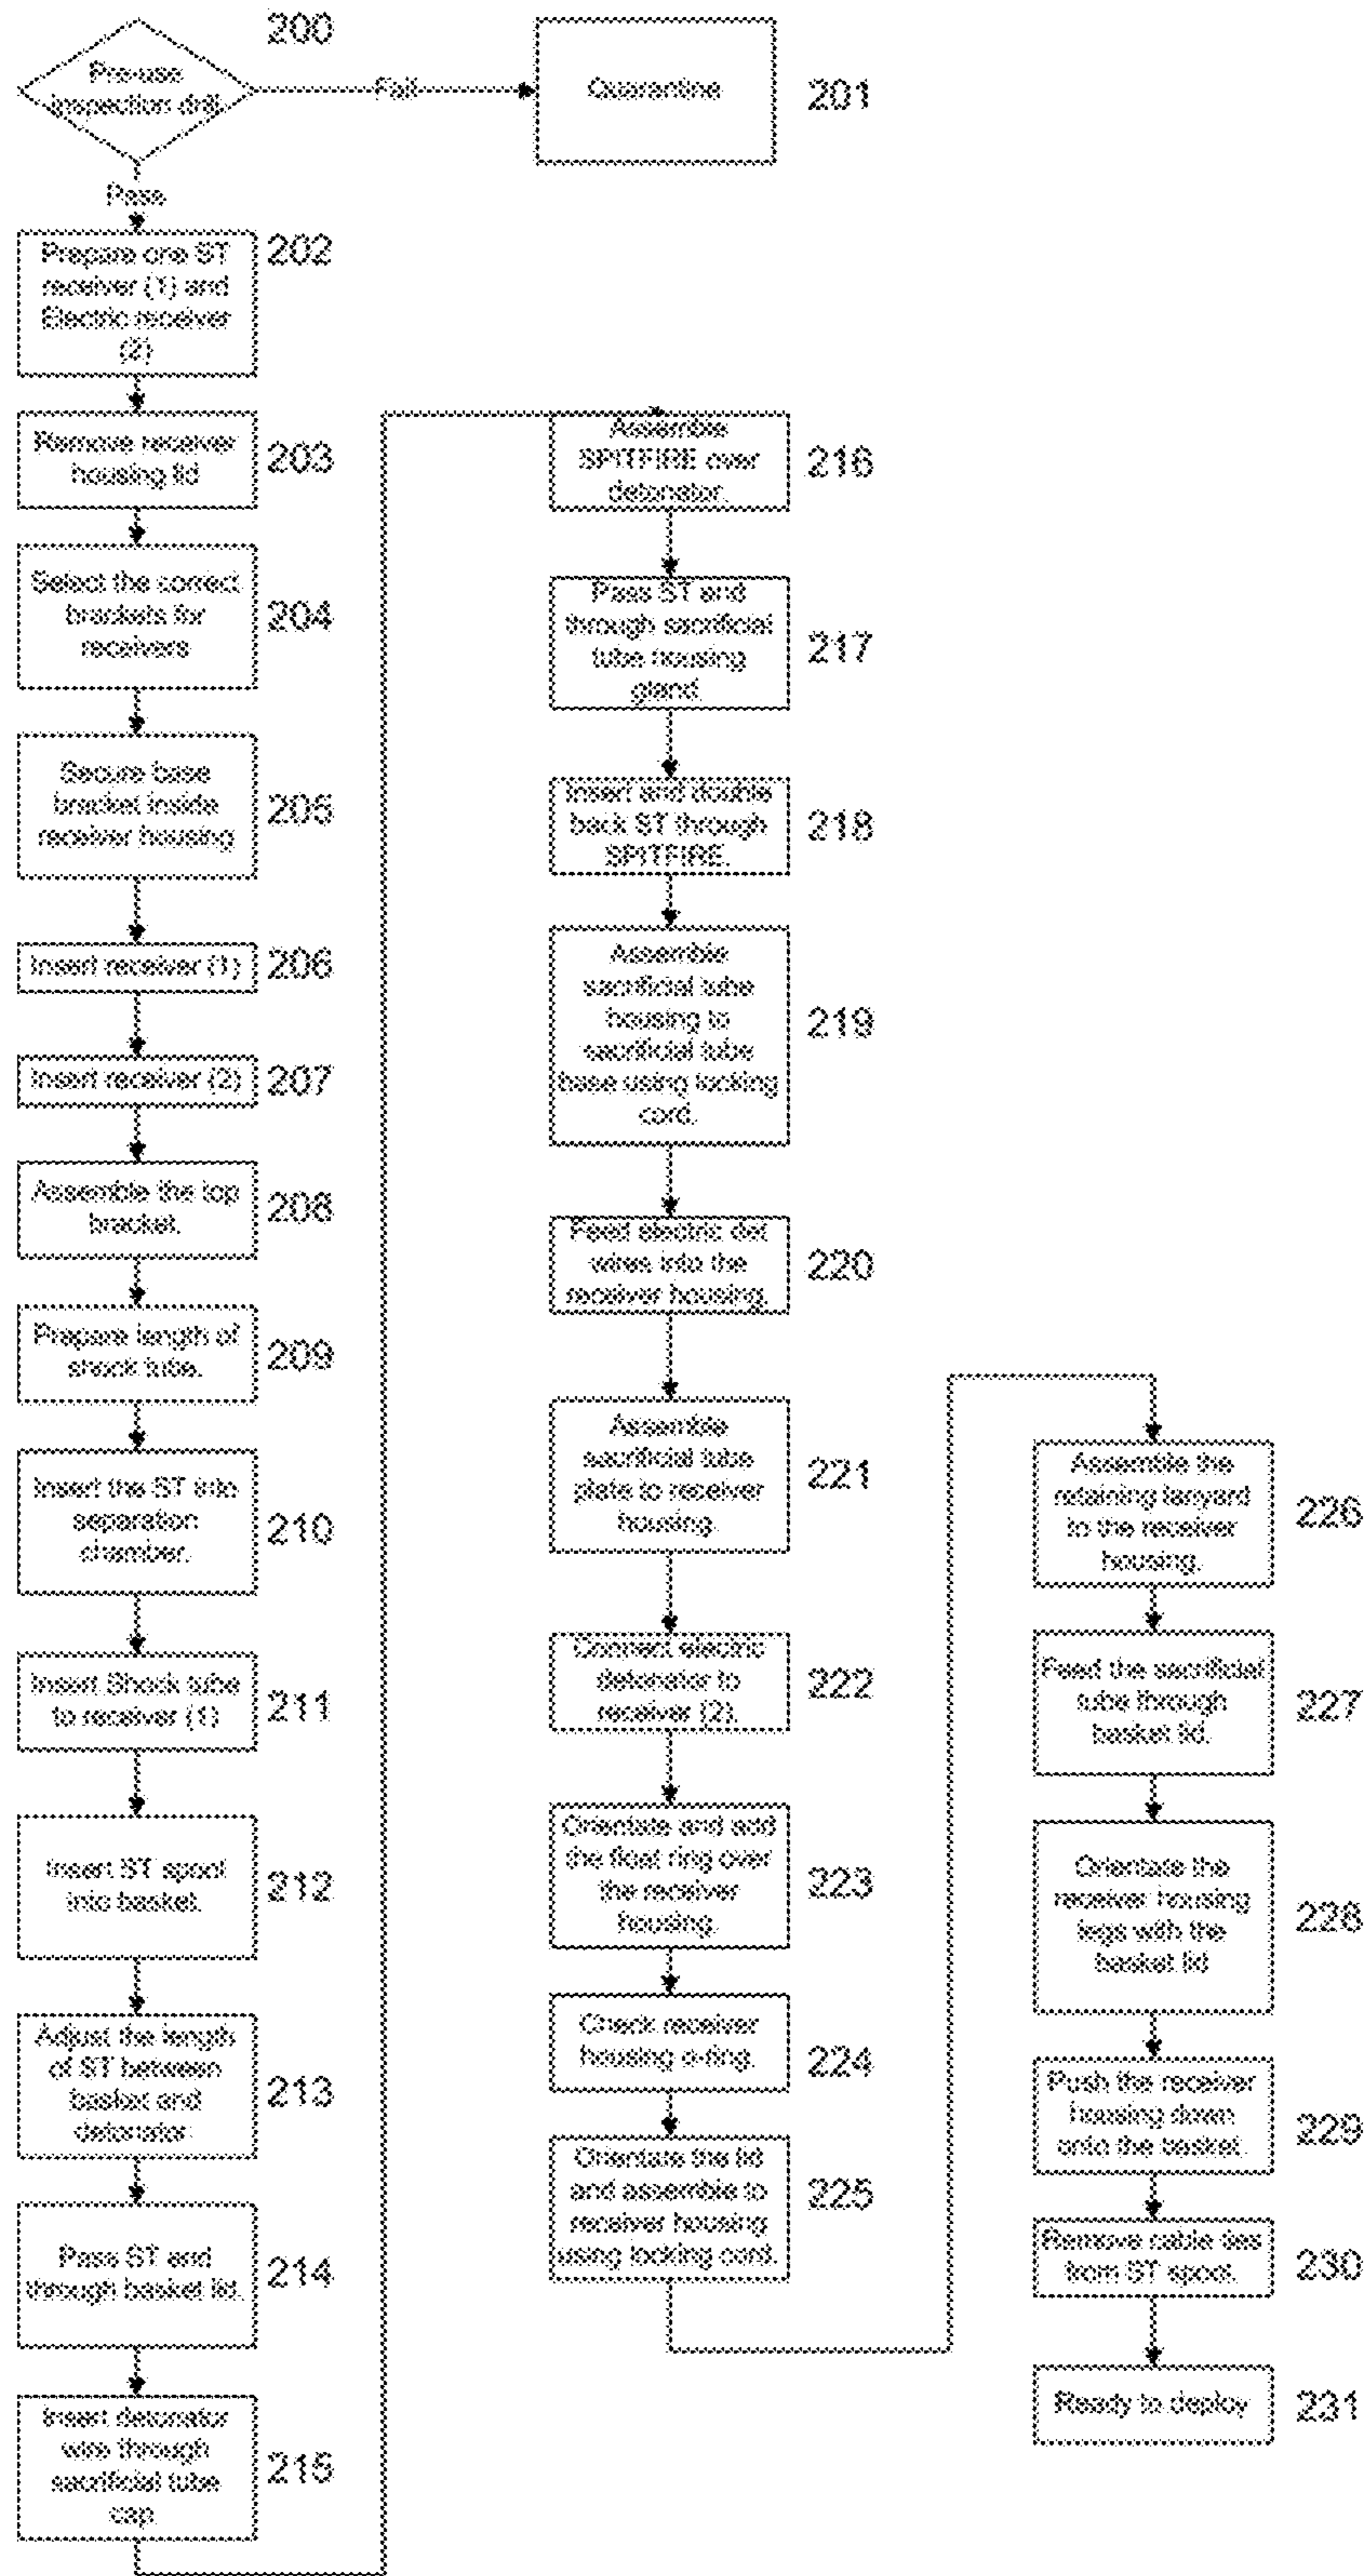 200
Pre-use
inspection drill
Fail
Quarantine
201
Pass
Prepare one ST
receiver (1) and
Electric receiver
(2)
202
Remove receiver
housing lid
203
Select the correct
brackets for
receivers
204
Secure base
bracket inside
receiver housing
205
Insert receiver (1)
206
Insert receiver (2)
207
Assemble the top
bracket.
208
Prepare length of
shock tube.
209
Insert the ST into
separation
chamber.
210
Insert Shock tube
to receiver (1)
211
Insert ST spool
into basket.
212
Adjust the length
of ST between
basket and
detonator.
213
Pass ST and
through basket lid.
214
Insert detonator
wire through
sacrificial tube
cap.
215
Assemble
SPITFIRE over
detonator.
216
Pass ST and
through sacrificial
tube housing
gland.
217
Insert and double
back ST through
SPITFIRE.
218
Assemble
sacrificial tube
housing to
sacrificial tube
base using locking
cord.
219
Feed electric det
wires into the
receiver housing.
220
Assemble
sacrificial tube
plate to receiver
housing.
221
Connect electric
detonator to
receiver (2).
222
Orientate and add
the float ring over
the receiver
housing.
223
Check receiver
housing o-ring.
224
Orientate the lid
and assemble to
receiver housing
using locking cord.
225
Assemble the
retaining lanyard
to the receiver
housing.
226
Feed the sacrificial
tube through
basket lid.
227
Orientate the
receiver housing
legs with the
basket lid
228
Push the receiver
housing down
onto the basket.
229
Remove cable ties
from ST spool.
230
Ready to deploy
231